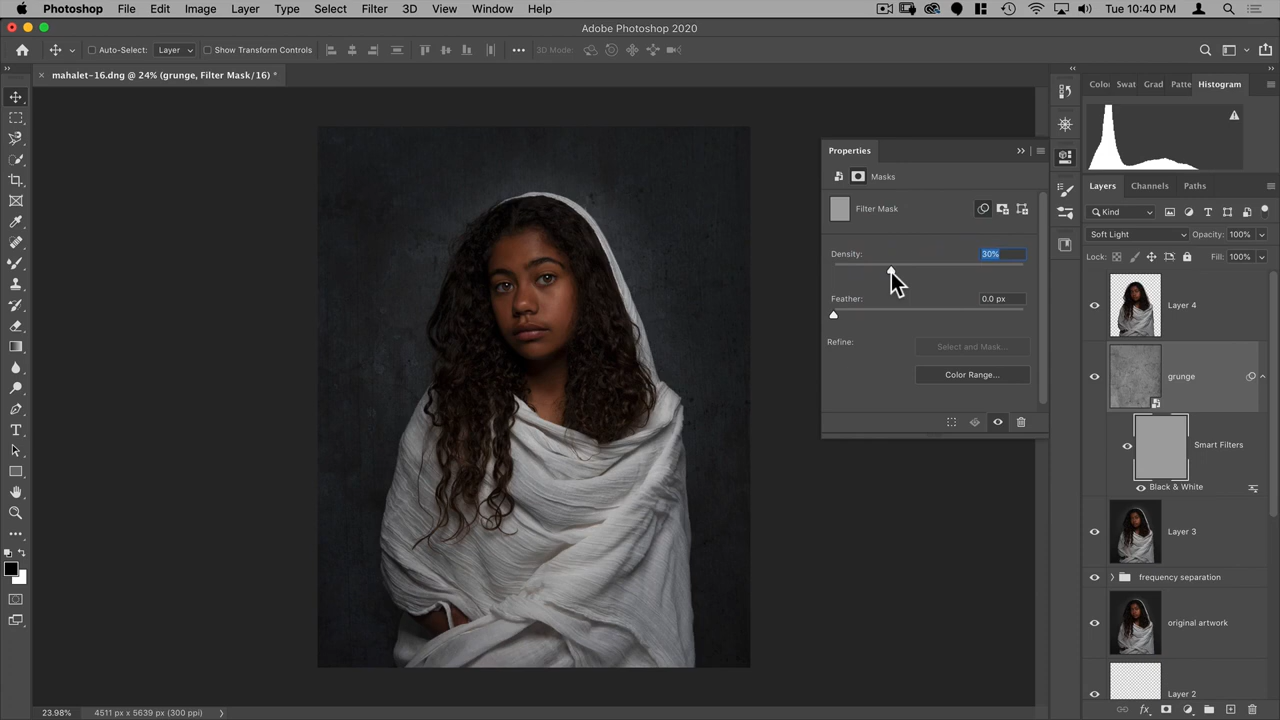 Photoshop File Edit Image Layer Type Select Filter 3D View Window Help Tue 10:40 PM
Adobe Photoshop 2020
Auto-Select: Layer Show Transform Controls 3D Mode:
mahalet-16.dng @ 24% (grunge, Filter Mask/16) *
Color Swat Grad Patte Histogram
Properties
Masks
Filter Mask
Density: 30%
Feather: 0.0 px
Refine: Select and Mask...
Color Range...
Layers Channels Paths
Kind
Soft Light Opacity: 100%
Lock: Fill: 100%
Layer 4
grunge
Smart Filters
Black & White
Layer 3
frequency separation
original artwork
Layer 2
fx
23.98% 4511 px x 5639 px (300 ppi)